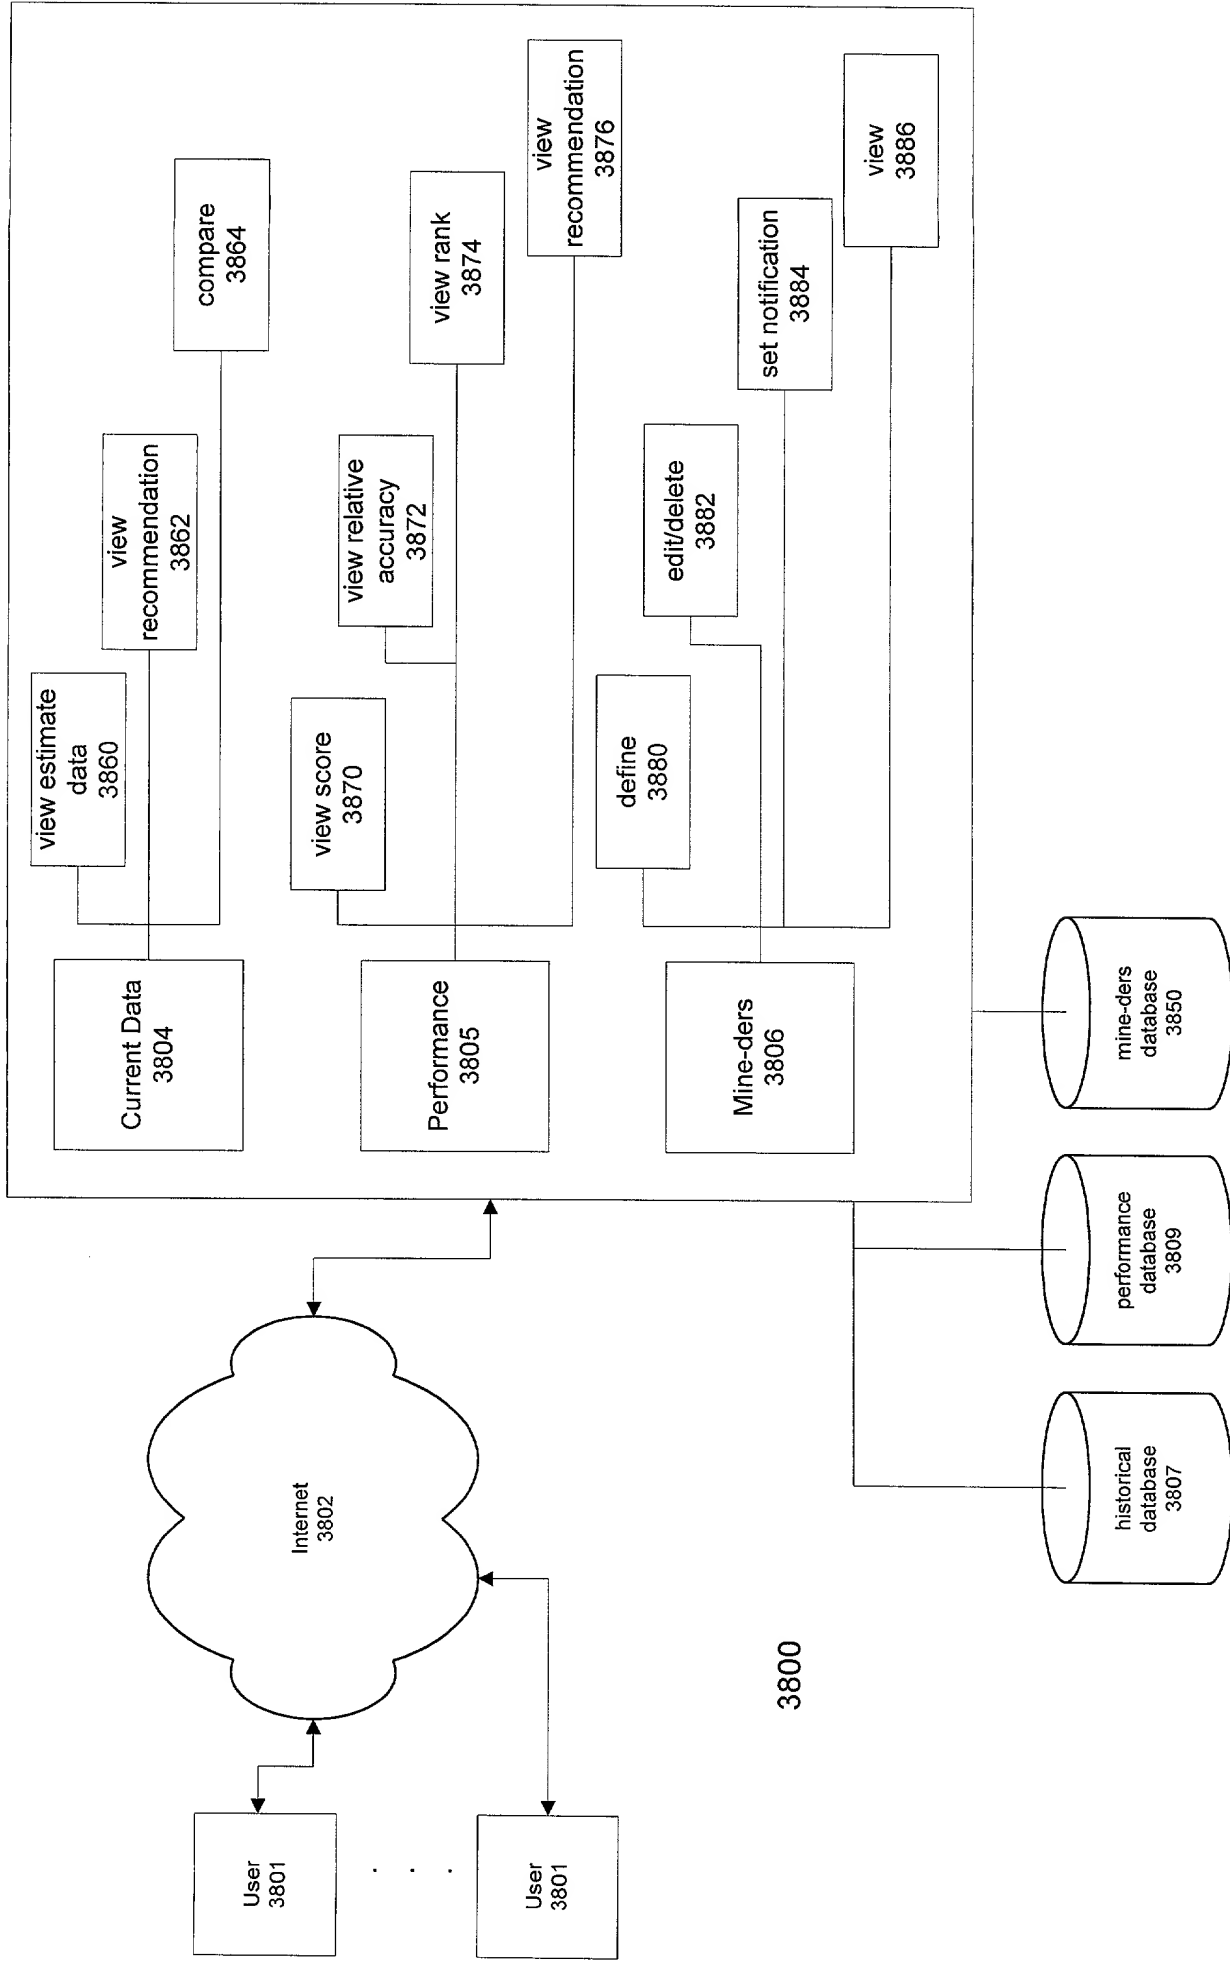 User
3801
. . .
User
3801
Internet
3802
3800
Current Data
3804
view estimate
data
3860
view
recommendation
3862
compare
3864
Performance
3805
view score
3870
view relative
accuracy
3872
view rank
3874
view
recommendation
3876
Mine-ders
3806
define
3880
edit/delete
3882
set notification
3884
view
3886
historical
database
3807
performance
database
3809
mine-ders
database
3850